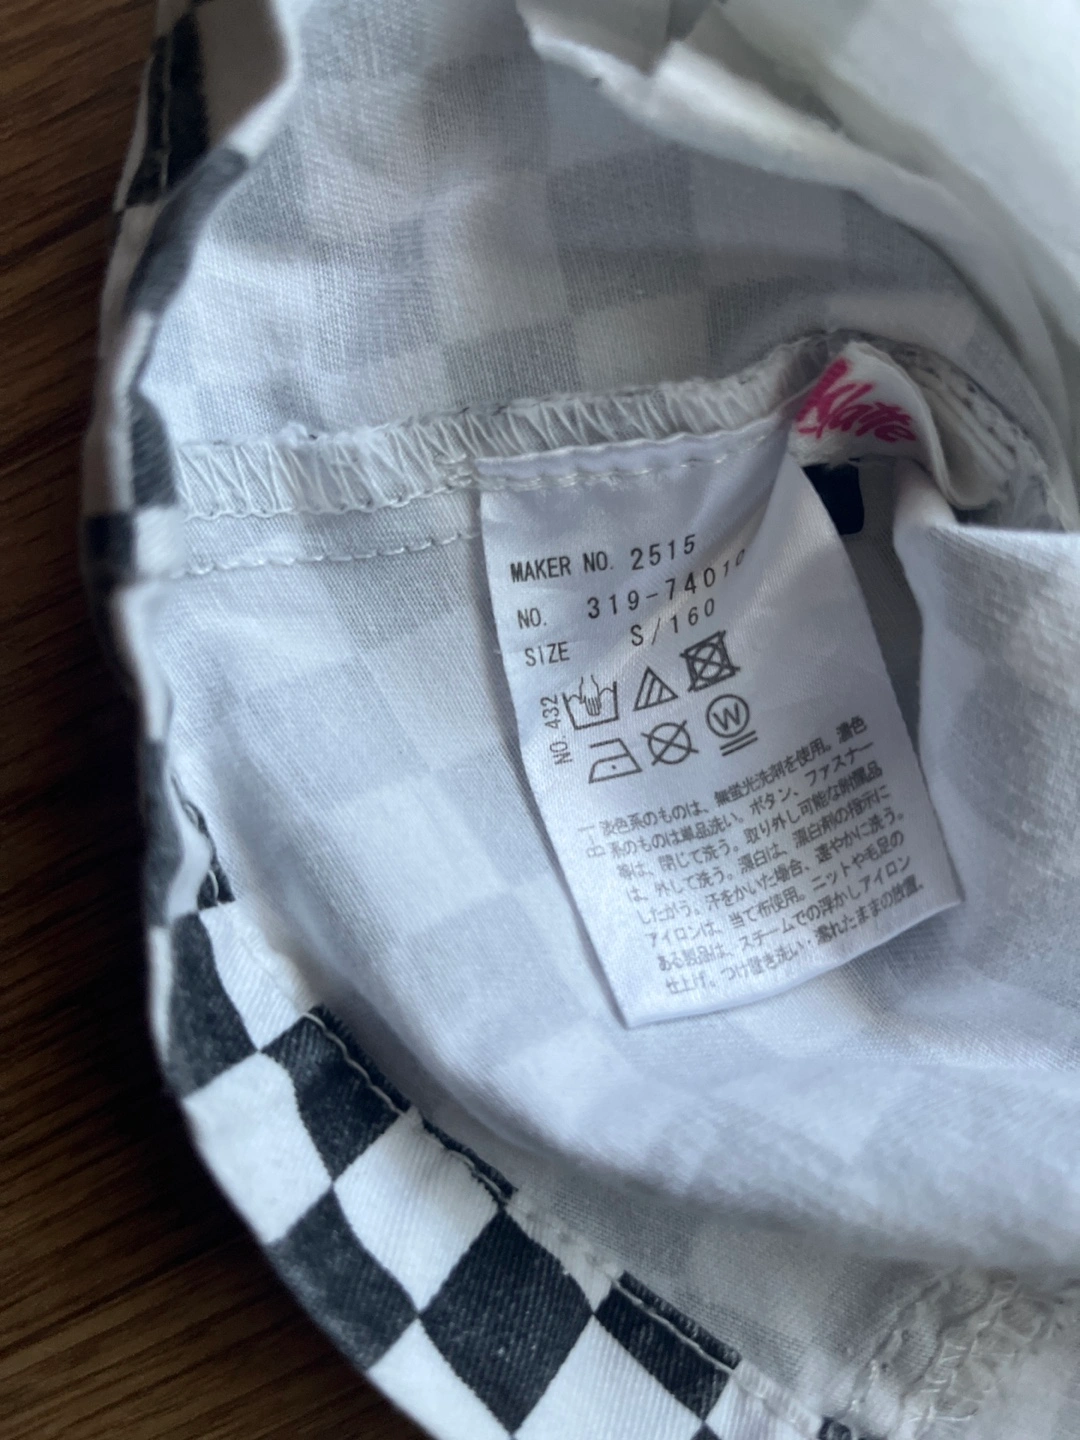 latte
MAKER NO. 2515
NO. 319-7401
SIZE S/160
NO.432
W
淡色系のものは、無蛍光洗剤を使用。濃色
系のものは単品洗い。ボタン、ファスナー
等は、閉じて洗う。取り外し可能な附属品
は、外して洗う。漂白は、漂白剤の指示に
したがう。汗をかいた場合、速やかに洗う。
アイロンは、当て布使用。ニットや毛足の
ある製品は、スチームでの浮かしアイロン
仕上げ。つけ置き洗い・濡れたままの放置。